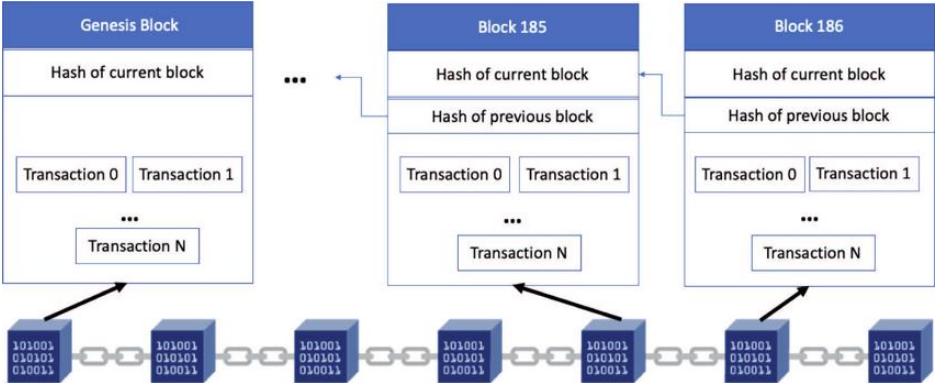 Genesis Block
Block 185
Block 186
Hash of current block
...
Hash of current block
Hash of current block
Hash of previous block
Hash of previous block
Transaction 0
Transaction 1
Transaction 0
Transaction 1
Transaction 0
Transaction 1
...
...
...
Transaction N
Transaction N
Transaction N
101001
010101
010011
101001
010101
010011
101001
010101
010011
101001
010101
010011
101001
010101
010011
101001
010101
010011
101001
010101
010011